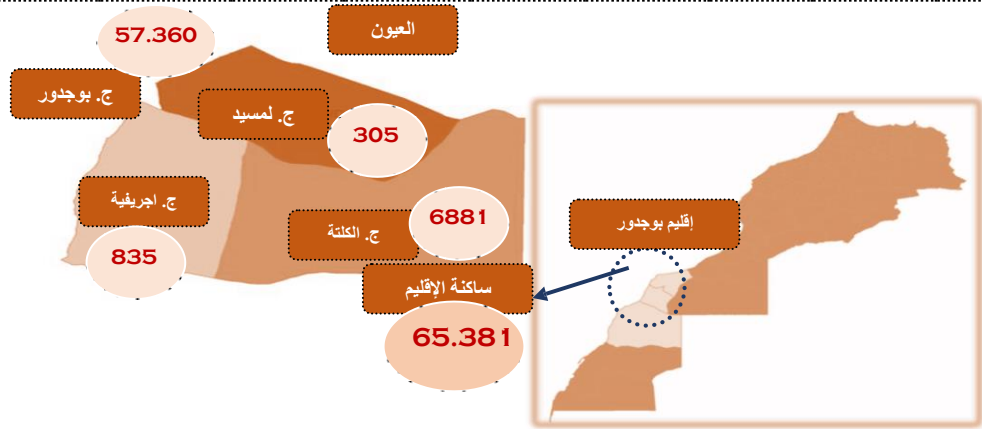 العيون
57.360
ج. بوجدور
ج. لمسيد
305
ج. اجريفية
835
ج. الكلتة
6881
إقليم بوجدور
ساكنة الإقليم
65.381